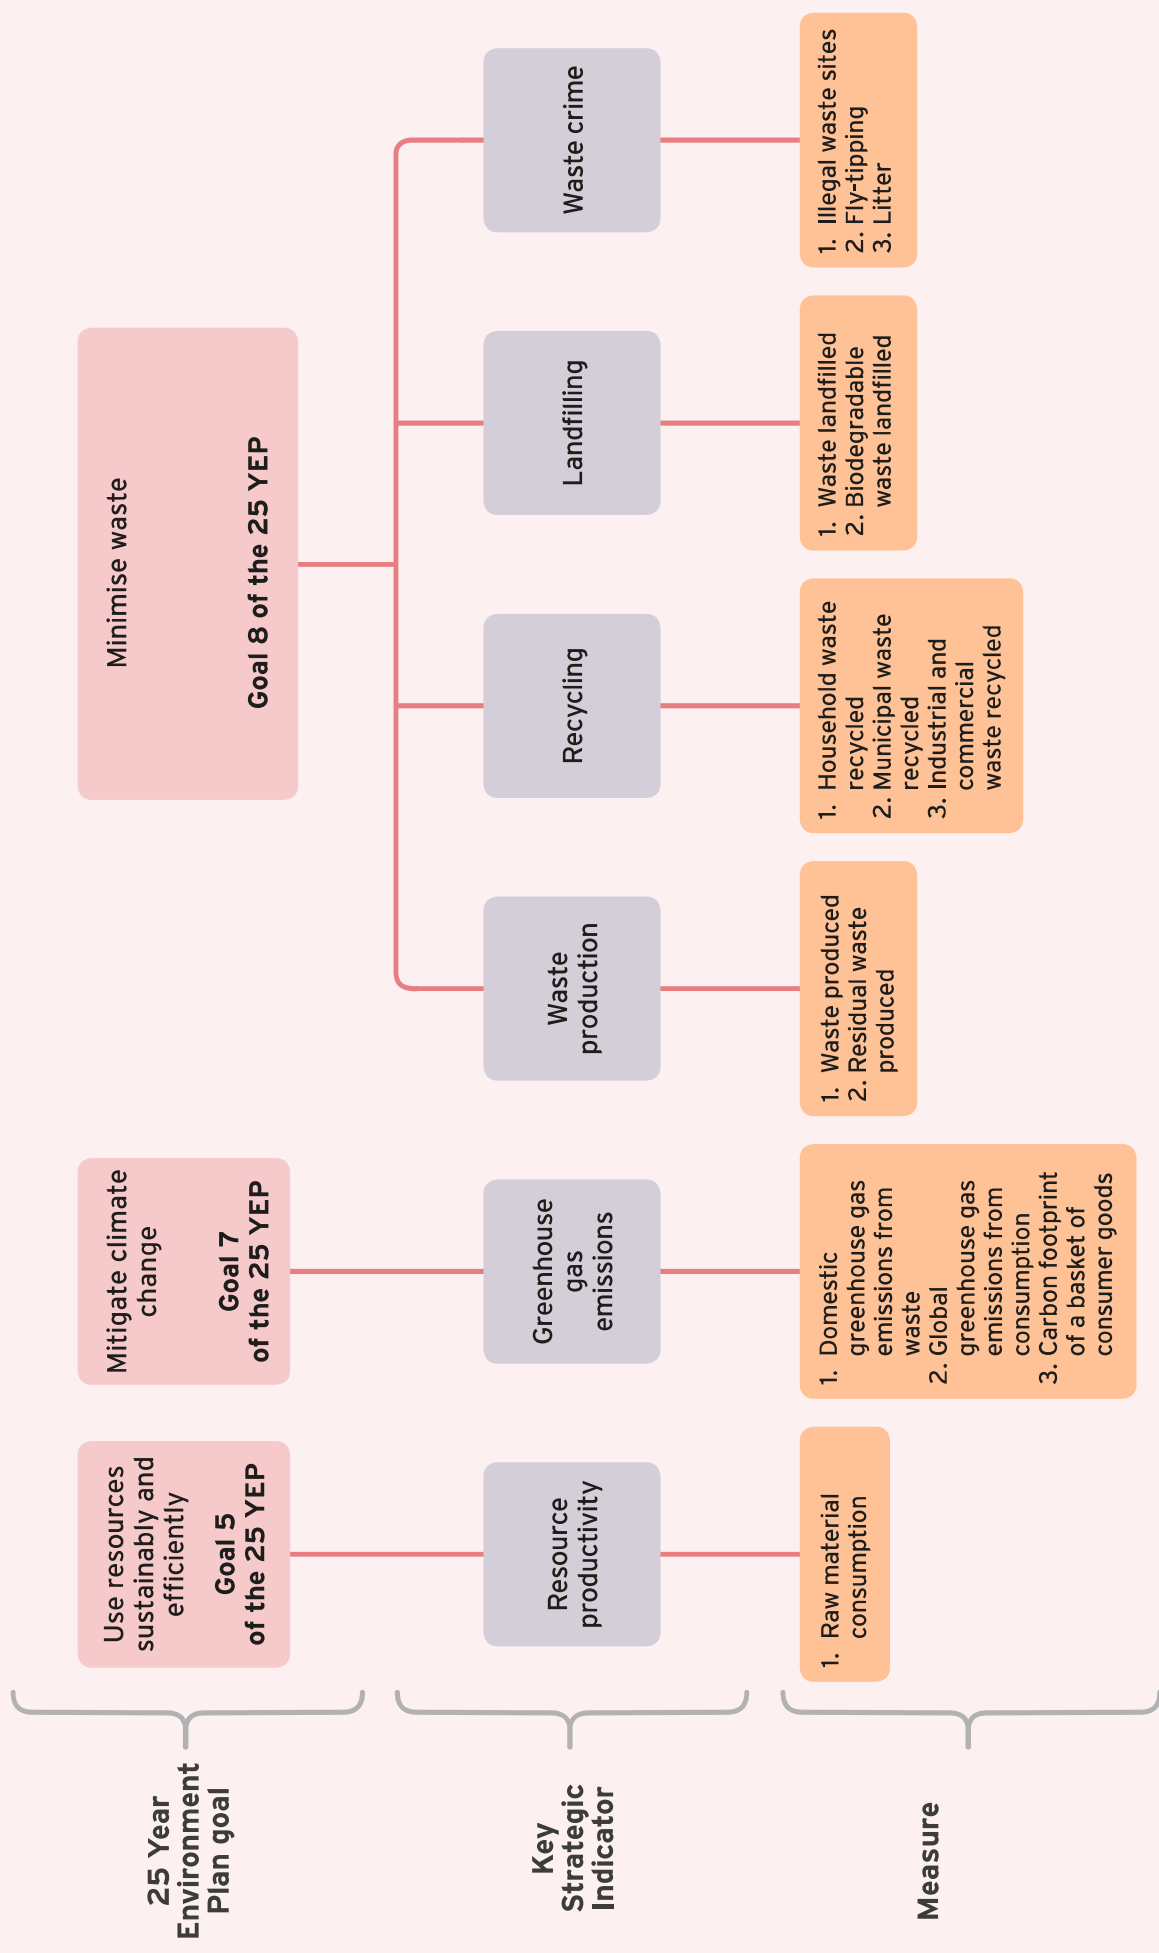 25 Year
Environment
Plan goal
Use resources
sustainably and
efficiently
Goal 5
of the 25 YEP
Mitigate climate
change
Goal 7
of the 25 YEP
Minimise waste
Goal 8 of the 25 YEP
Key
Strategic
Indicator
Resource
productivity
Greenhouse
gas
emissions
Waste
production
Recycling
Landfilling
Waste crime
Measure
1. Raw material
consumption
1. Domestic
greenhouse gas
emissions from
waste
2. Global
greenhouse gas
emissions from
consumption
3. Carbon footprint
of a basket of
consumer goods
1. Waste produced
2. Residual waste
produced
1. Household waste
recycled
2. Municipal waste
recycled
3. Industrial and
commercial
waste recycled
1. Waste landfilled
2. Biodegradable
waste landfilled
1. Illegal waste sites
2. Fly-tipping
3. Litter